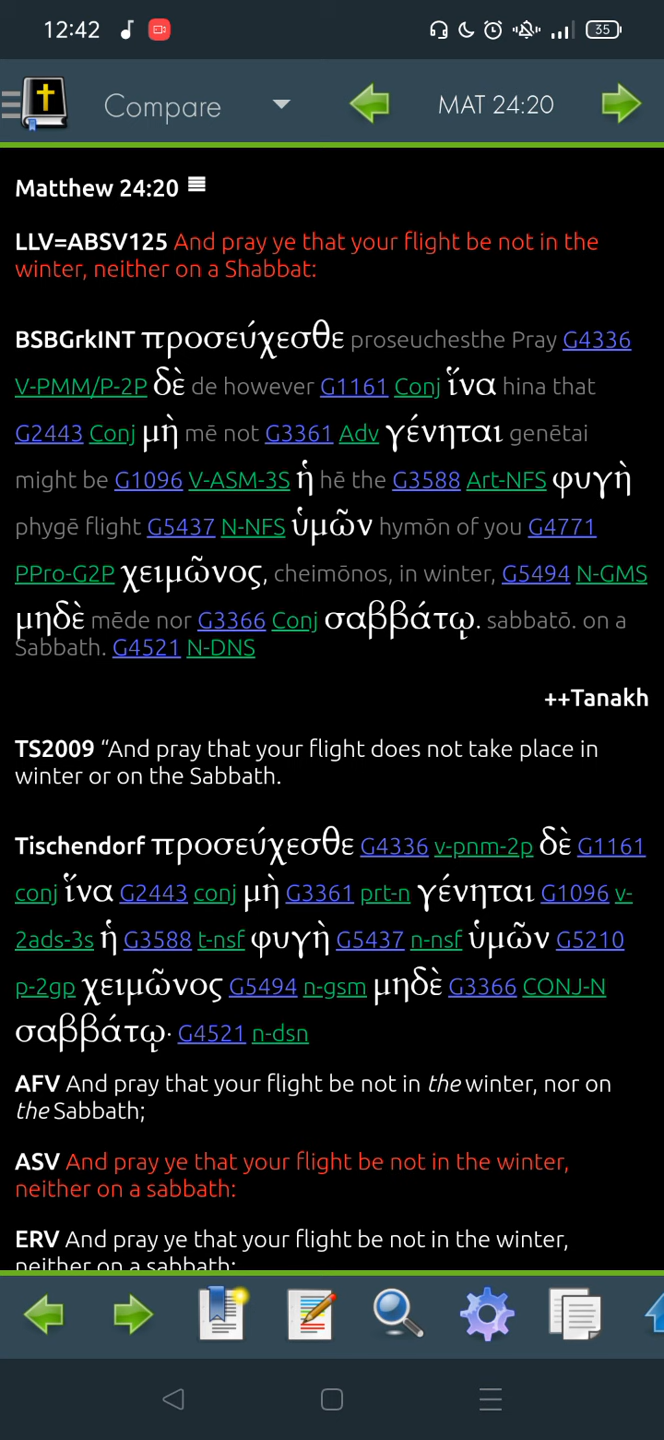 12:42
35
Compare
MAT 24:20
Matthew 24:20
LLV=ABSV125 And pray ye that your flight be not in the
winter, neither on a Shabbat:
BSBGrkINT προσεύχεσθε proseuchesthe Pray G4336
V-PMM/P-2P δὲ de however G1161 Conj ἵνα hina that
G2443 Conj μὴ mē not G3361 Adv γένηται genētai
might be G1096 V-ASM-3S ἡ hē the G3588 Art-NFS φυγὴ
phygē flight G5437 N-NFS ὑμῶν hymōn of you G4771
PPro-G2P χειμῶνος, cheimōnos, in winter, G5494 N-GMS
μηδὲ mēde nor G3366 Conj σαββάτῳ. sabbatō. on a
Sabbath. G4521 N-DNS
++Tanakh
TS2009 “And pray that your flight does not take place in
winter or on the Sabbath.
Tischendorf προσεύχεσθε G4336 v-pnm-2p δὲ G1161
conj ἵνα G2443 conj μὴ G3361 prt-n γένηται G1096 v-
2ads-3s ἡ G3588 t-nsf φυγὴ G5437 n-nsf ὑμῶν G5210
p-2gp χειμῶνος G5494 n-gsm μηδὲ G3366 CONJ-N
σαββάτῳ· G4521 n-dsn
AFV And pray that your flight be not in the winter, nor on
the Sabbath;
ASV And pray ye that your flight be not in the winter,
neither on a sabbath:
ERV And pray ye that your flight be not in the winter,
neither on a sabbath: